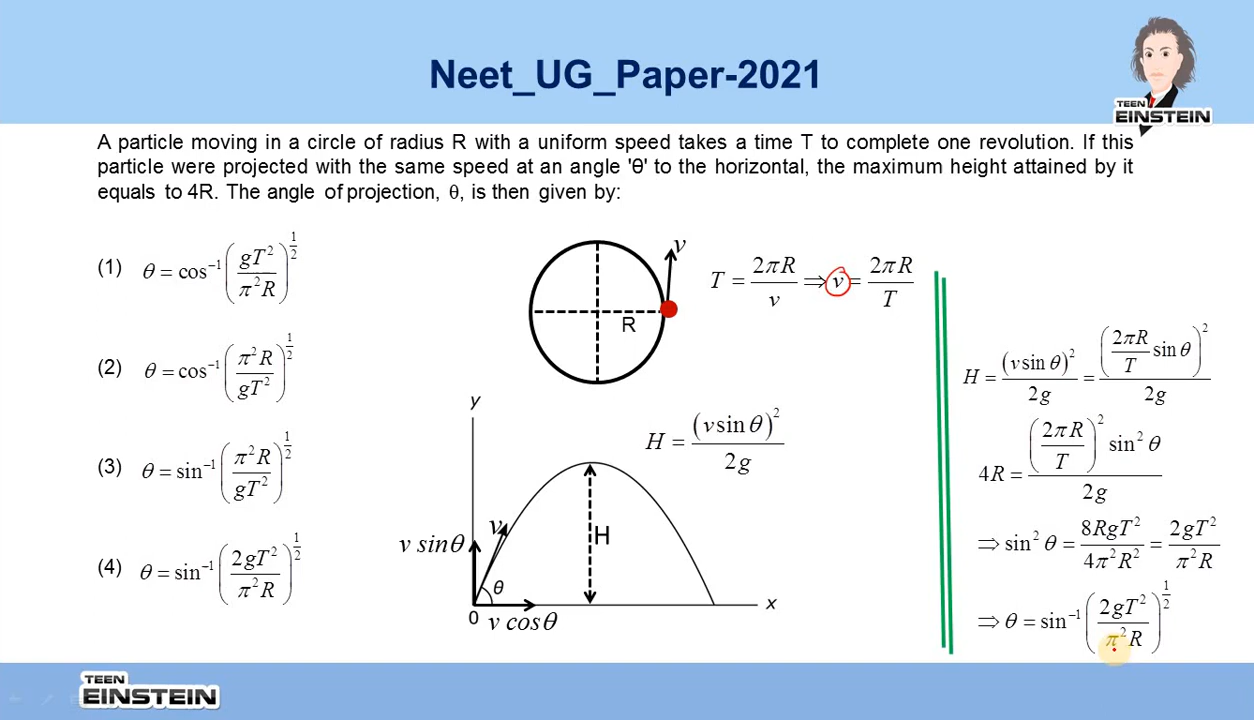 Neet_UG_Paper-2021
TEEN
EINSTEIN
A particle moving in a circle of radius R with a uniform speed takes a time T to complete one revolution. If this
particle were projected with the same speed at an angle 'θ' to the horizontal, the maximum height attained by it
equals to 4R. The angle of projection, θ, is then given by:
(1) θ = cos⁻¹ (gT² / π²R)^(1/2)
(2) θ = cos⁻¹ (π²R / gT²)^(1/2)
(3) θ = sin⁻¹ (π²R / gT²)^(1/2)
(4) θ = sin⁻¹ (2gT² / π²R)^(1/2)
v
R
T = 2πR / v ⇒ v = 2πR / T
y
H = (v sin θ)² / 2g
v
H
v sinθ
θ
0
v cosθ
x
H = (v sin θ)² / 2g = (2πR / T sin θ)² / 2g
4R = (2πR / T)² sin² θ / 2g
⇒ sin² θ = 8RgT² / 4π²R² = 2gT² / π²R
⇒ θ = sin⁻¹ (2gT² / π²R)^(1/2)
TEEN
EINSTEIN